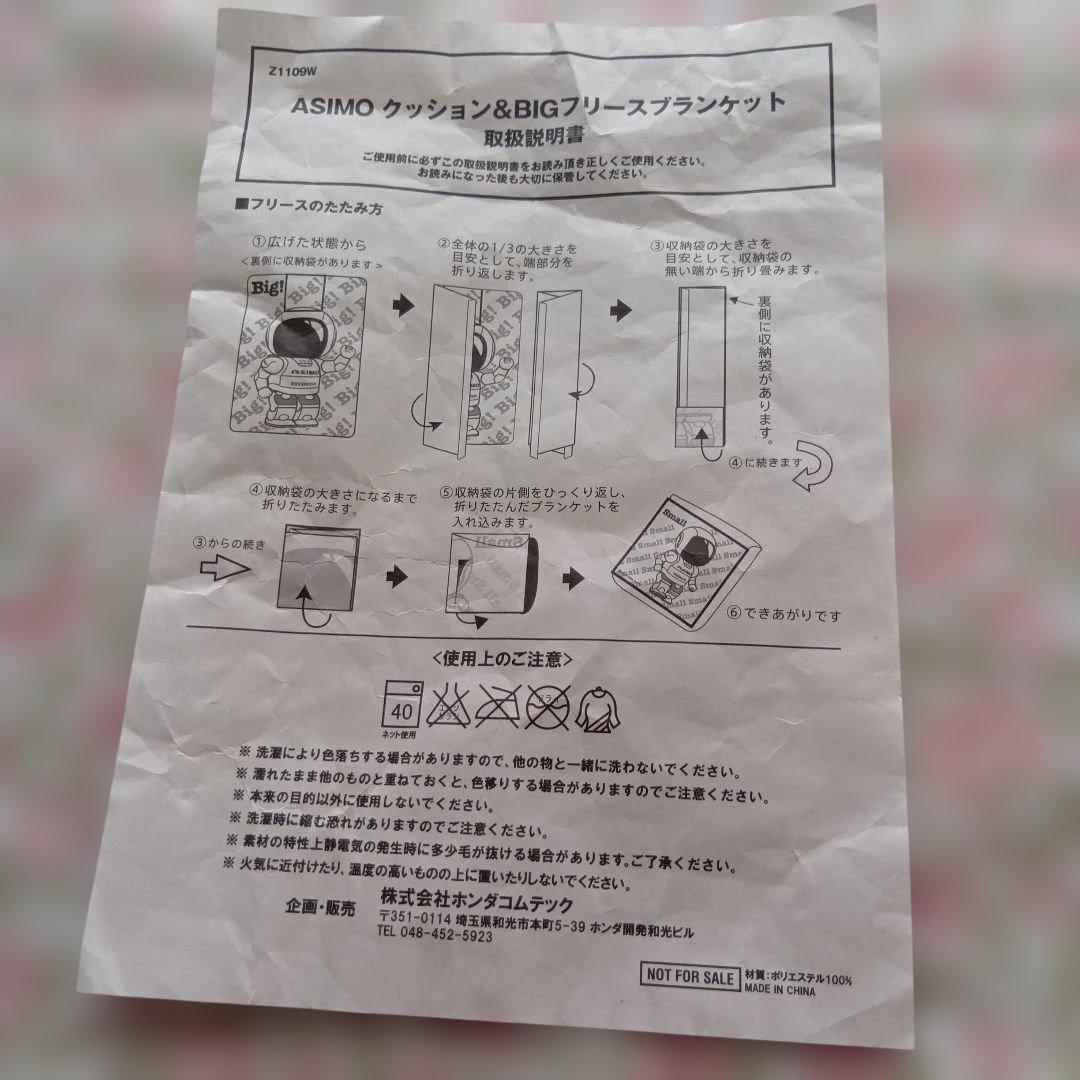 Z1109W
ASIMO クッション&BIGフリースブランケット
取扱説明書
ご使用前に必ずこの取扱説明書をお読み頂き正しくご使用ください。
お読みになった後も大切に保管してください。
■フリースのたたみ方
①広げた状態から
<裏側に収納袋があります>
Big!
ASIMO
HONDA
②全体の1/3の大きさを
目安として、端部分を
折り返します。
③収納袋の大きさを
目安として、収納袋の
無い端から折り畳みます。
裏側に収納袋があります。
④に続きます
③からの続き
④収納袋の大きさになるまで
折りたたみます。
⑤収納袋の片側をひっくり返し、
折りたたんだブランケットを
入れ込みます。
Small
Small Small
⑥できあがりです
<使用上のご注意>
40
ネット使用
エンソ
サラシ
ドライ
※ 洗濯により色落ちする場合がありますので、他の物と一緒に洗わないでください。
※ 濡れたまま他のものと重ねておくと、色移りする場合がありますのでご注意ください。
※ 本来の目的以外に使用しないでください。
※ 洗濯時に縮む恐れがありますのでご注意ください。
※ 素材の特性上静電気の発生時に多少毛が抜ける場合があります。ご了承ください。
※ 火気に近付けたり、温度の高いものの上に置いたりしないでください。
企画・販売
株式会社ホンダコムテック
〒351-0114 埼玉県和光市本町5-39 ホンダ開発和光ビル
TEL 048-452-5923
NOT FOR SALE
材質：ポリエステル100%
MADE IN CHINA